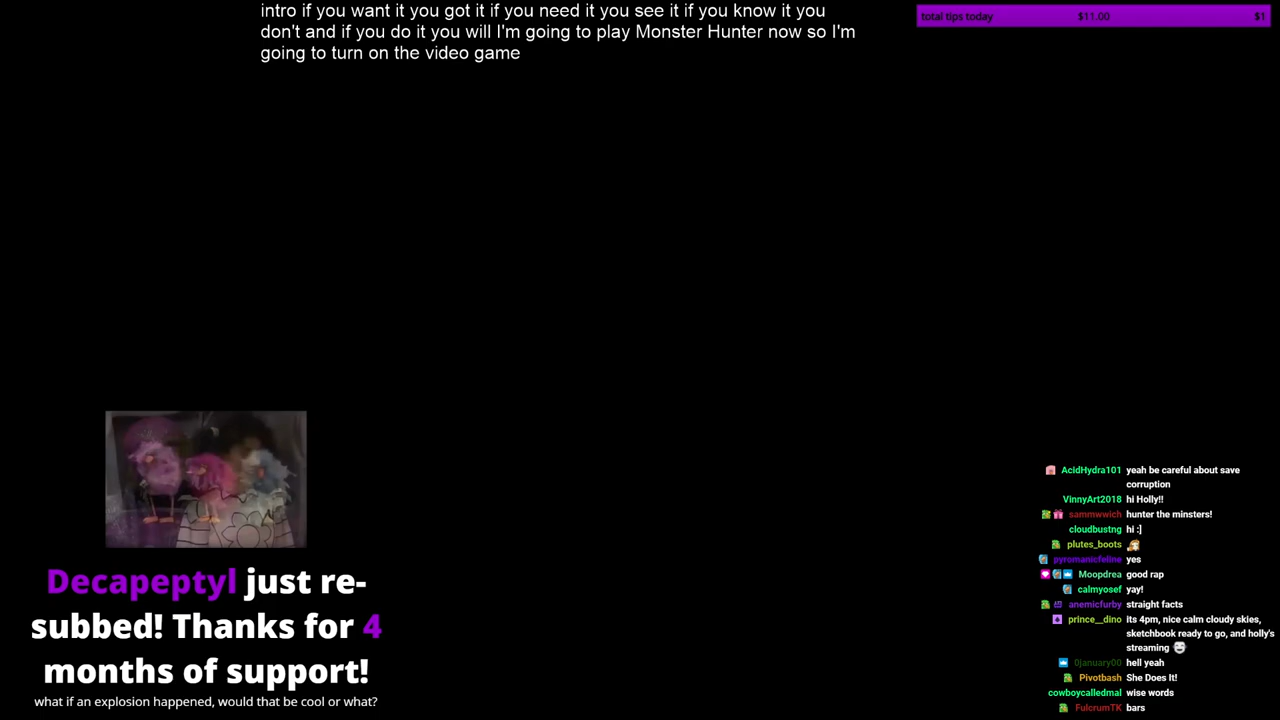 intro if you want it you got it if you need it you see it if you know it you
don't and if you do it you will I'm going to play Monster Hunter now so I'm
going to turn on the video game
total tips today $11.00 $1
Decapeptyl just re-
subbed! Thanks for 4
months of support!
what if an explosion happened, would that be cool or what?
AcidHydra101 yeah be careful about save
corruption
VinnyArt2018 hi Holly!!
sammwwich hunter the minsters!
cloudbustng hi :]
plutes_boots
pyromanicfeline yes
Moopdrea good rap
calmyosef yay!
anemicfurby straight facts
prince__dino its 4pm, nice calm cloudy skies,
sketchbook ready to go, and holly's
streaming
0january00 hell yeah
Pivotbash She Does It!
cowboycalledmal wise words
FulcrumTK bars